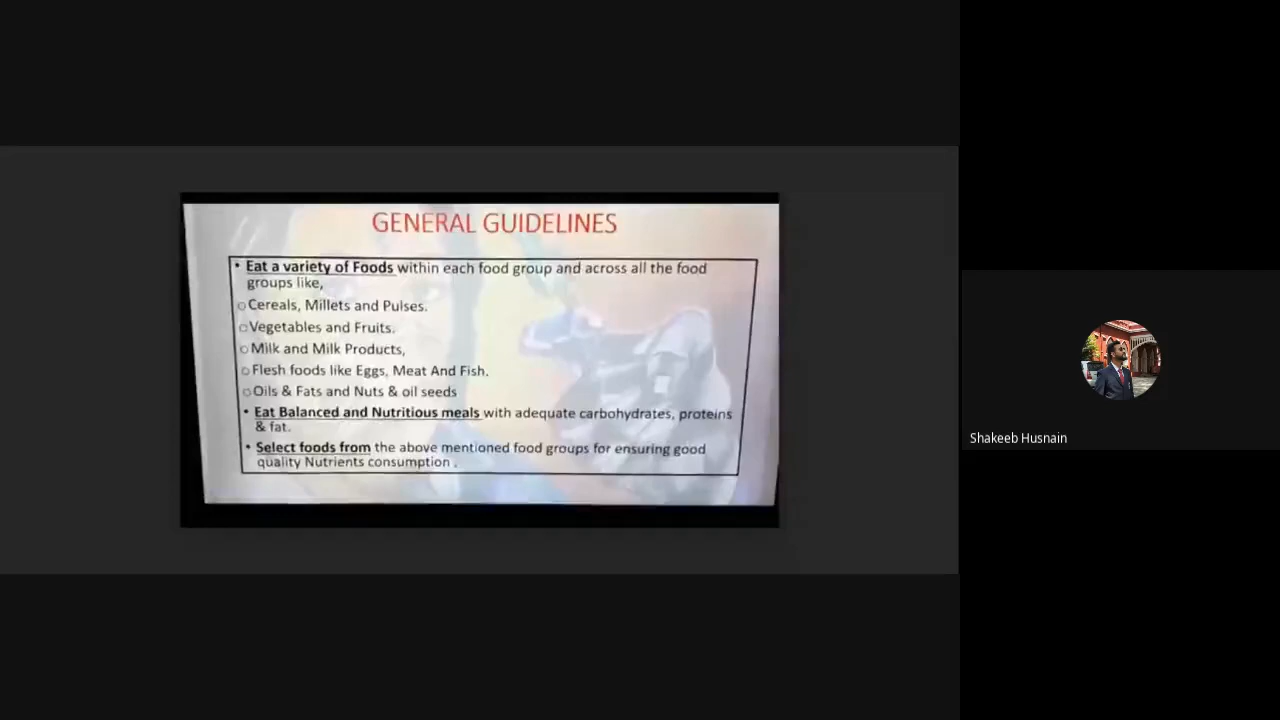 GENERAL GUIDELINES
• Eat a variety of Foods within each food group and across all the food
groups like,
○ Cereals, Millets and Pulses.
○ Vegetables and Fruits.
○ Milk and Milk Products,
○ Flesh foods like Eggs, Meat And Fish.
○ Oils & Fats and Nuts & oil seeds
• Eat Balanced and Nutritious meals with adequate carbohydrates, proteins
& fat.
• Select foods from the above mentioned food groups for ensuring good
quality Nutrients consumption .
Shakeeb Husnain